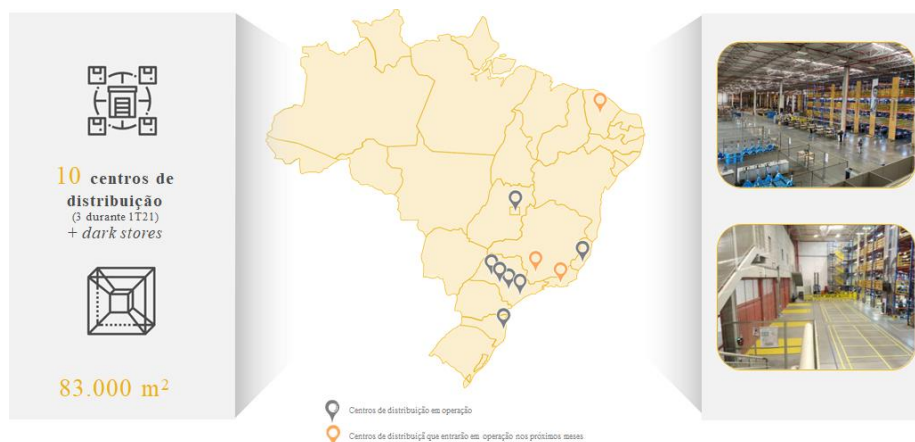 10 centros de
distribuição
(3 durante 1T21)
+ dark stores
83.000 m²
Centros de distribuição em operação
Centros de distribuiçã que entrarão em operação nos próximos meses